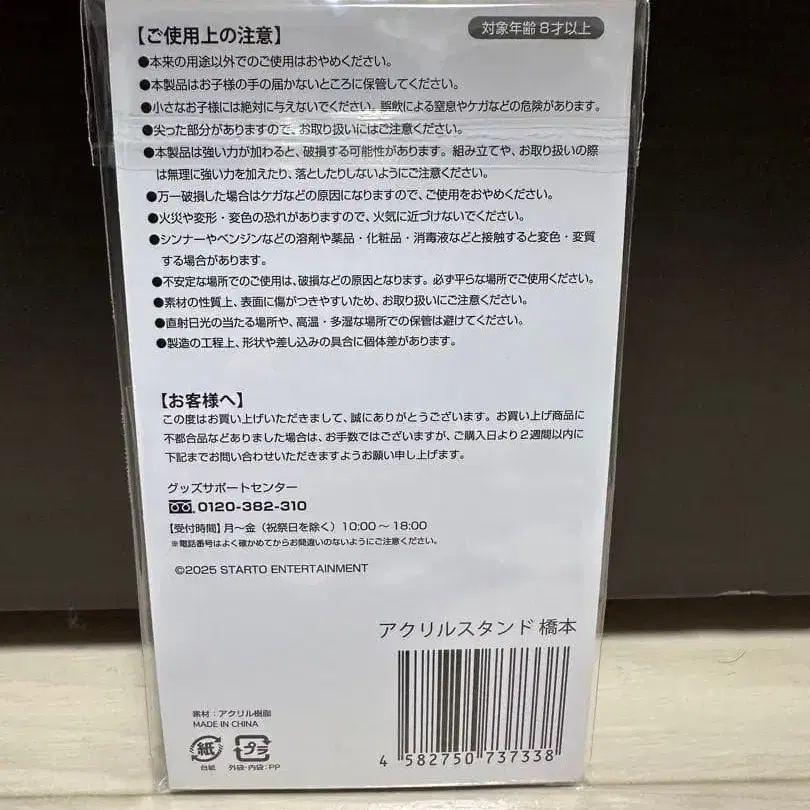 【ご使用上の注意】
対象年齢 8才以上
●本来の用途以外でのご使用はおやめください。
●本製品はお子様の手の届かないところに保管してください。
●小さなお子様には絶対に与えないでください。誤飲による窒息やケガなどの危険があります。
●尖った部分がありますので、お取り扱いにはご注意ください。
●本製品は強い力が加わると、破損する可能性があります。組み立てや、お取り扱いの際
は無理に強い力を加えたり、落としたりしないようにご注意ください。
●万一破損した場合はケガなどの原因になりますので、ご使用をおやめください。
●火災や変形・変色の恐れがありますので、火気に近づけないでください。
●シンナーやベンジンなどの溶剤や薬品・化粧品・消毒液などと接触すると変色・変質
する場合があります。
●不安定な場所でのご使用は、破損などの原因となります。必ず平らな場所でご使用ください。
●素材の性質上、表面に傷がつきやすいため、お取り扱いにご注意ください。
●直射日光の当たる場所や、高温・多湿な場所での保管は避けてください。
●製造の工程上、形状や差し込みの具合に個体差があります。
【お客様へ】
この度はお買い上げいただきまして、誠にありがとうございます。お買い上げ商品に
不都合品などありました場合は、お手数ではございますが、ご購入日より2週間以内に
下記までお問い合わせいただきますようお願い申し上げます。
グッズサポートセンター
0120-382-310
【受付時間】月〜金（祝祭日を除く）10:00 〜 18:00
※電話番号はよく確かめてからお間違いのないようにご注意ください。
©2025 STARTO ENTERTAINMENT
アクリルスタンド 橋本
素材：アクリル樹脂
MADE IN CHINA
紙
プラ
台紙
外袋・内袋：PP
4 582750 737338